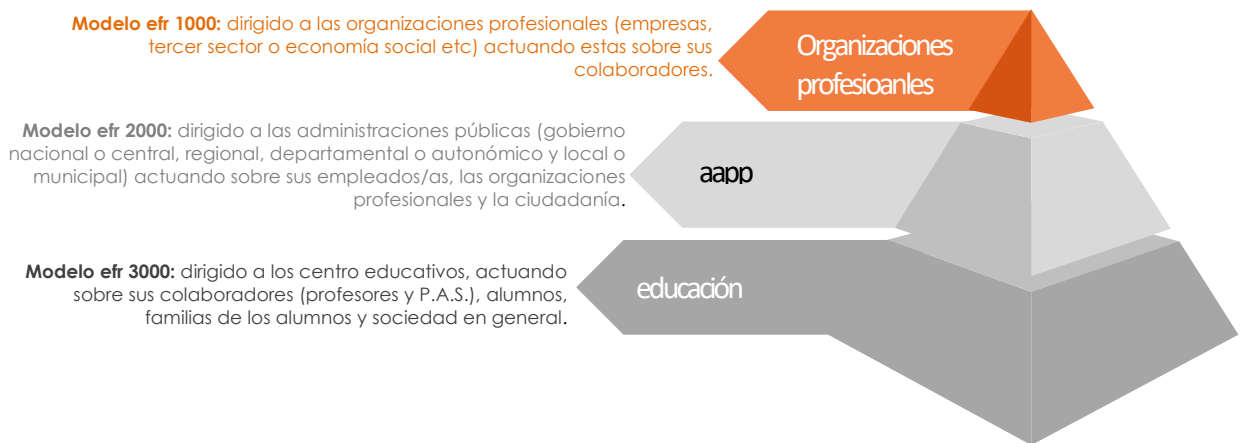 Modelo efr 1000: dirigido a las organizaciones profesionales (empresas,
tercer sector o economía social etc) actuando estas sobre sus
colaboradores.
Organizaciones
profesioanles
Modelo efr 2000: dirigido a las administraciones públicas (gobierno
nacional o central, regional, departamental o autonómico y local o
municipal) actuando sobre sus empleados/as, las organizaciones
profesionales y la ciudadanía.
aapp
Modelo efr 3000: dirigido a los centro educativos, actuando
sobre sus colaboradores (profesores y P.A.S.), alumnos,
familias de los alumnos y sociedad en general.
educación